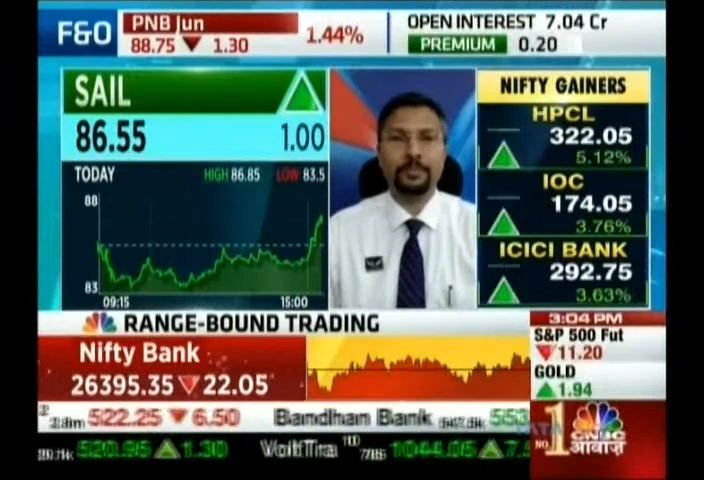 F&O
PNB Jun
88.75 ▼ 1.30
1.44%
OPEN INTEREST 7.04 Cr
PREMIUM 0.20
SAIL
86.55 1.00
TODAY HIGH 86.85 LOW 83.5
88
83
09:15 15:00
NIFTY GAINERS
HPCL
322.05
5.12%
IOC
174.05
3.76%
ICICI BANK
292.75
3.63%
RANGE-BOUND TRADING
3:04 PM
Nifty Bank
26395.35 ▼ 22.05
S&P 500 Fut
▼ 11.20
GOLD
▲ 1.94
522.25 ▼ 6.50 Bandhan Bank 553
520.95 ▲ 1.30 1044.05 ▲ 7.5
NO. 1 CNBC
आवाज़